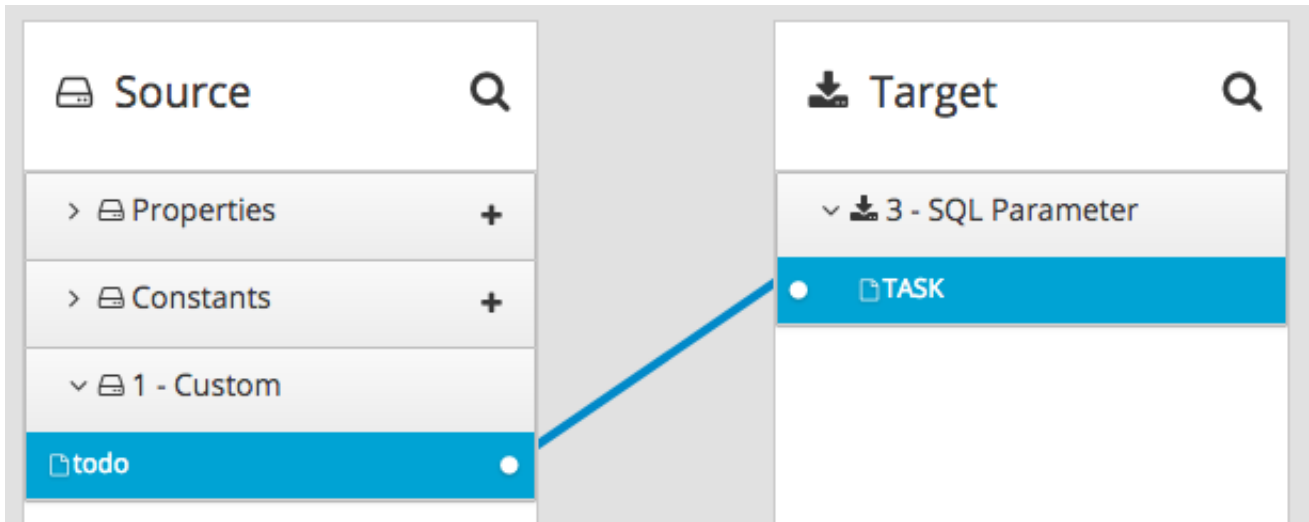 Source
Properties
Constants
1 - Custom
todo
Target
3 - SQL Parameter
TASK